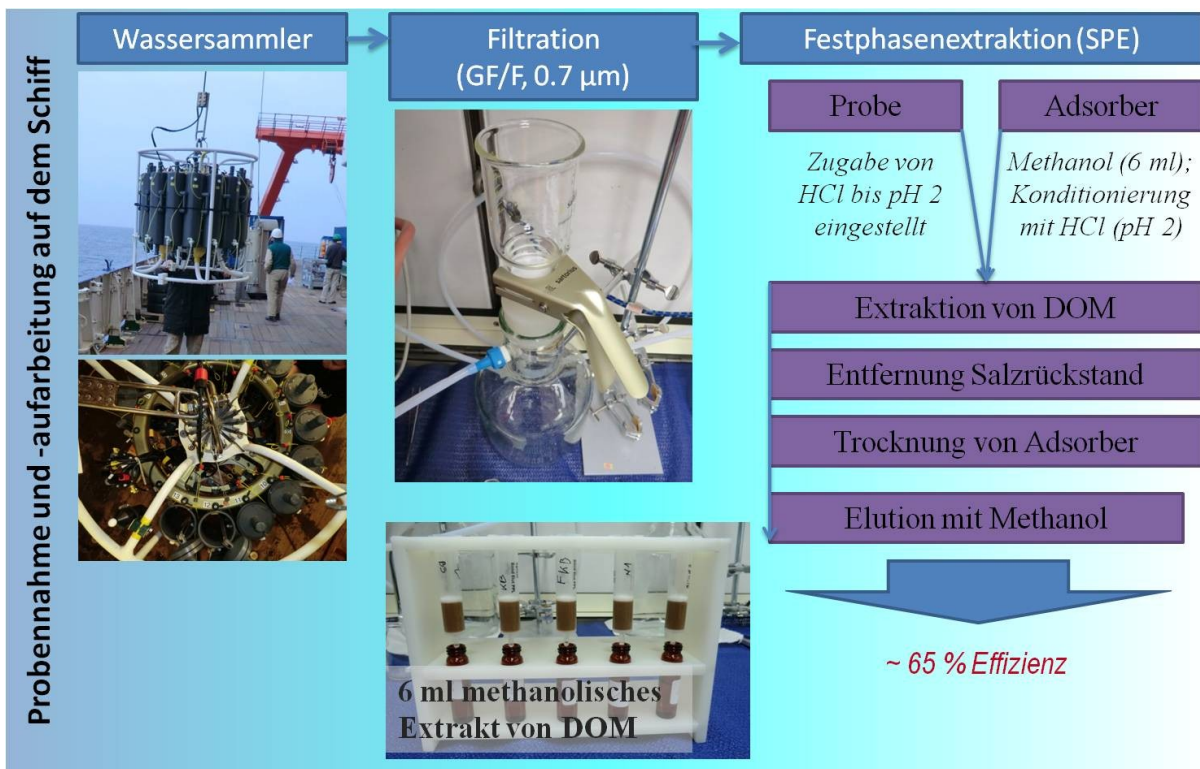 Probennahme und -aufarbeitung auf dem Schiff
Wassersammler
Filtration
(GF/F, 0.7 µm)
Festphasenextraktion (SPE)
Probe
Adsorber
Zugabe von
HCl bis pH 2
eingestellt
Methanol (6 ml);
Konditionierung
mit HCl (pH 2)
Extraktion von DOM
Entfernung Salzrückstand
Trocknung von Adsorber
Elution mit Methanol
~ 65 % Effizienz
sartorius
FKB
6 ml methanolisches
Extrakt von DOM